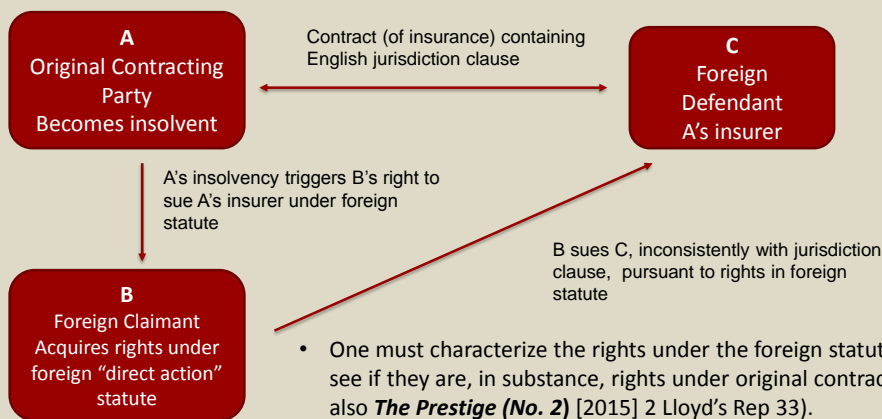 A
Original Contracting
Party
Becomes insolvent
Contract (of insurance) containing
English jurisdiction clause
C
Foreign
Defendant
A's insurer
A's insolvency triggers B's right to
sue A's insurer under foreign
statute
B sues C, inconsistently with jurisdiction
clause, pursuant to rights in foreign
statute
B
Foreign Claimant
Acquires rights under
foreign “direct action”
statute
• One must characterize the rights under the foreign statut
see if they are, in substance, rights under original contrac
also The Prestige (No. 2) [2015] 2 Lloyd's Rep 33).